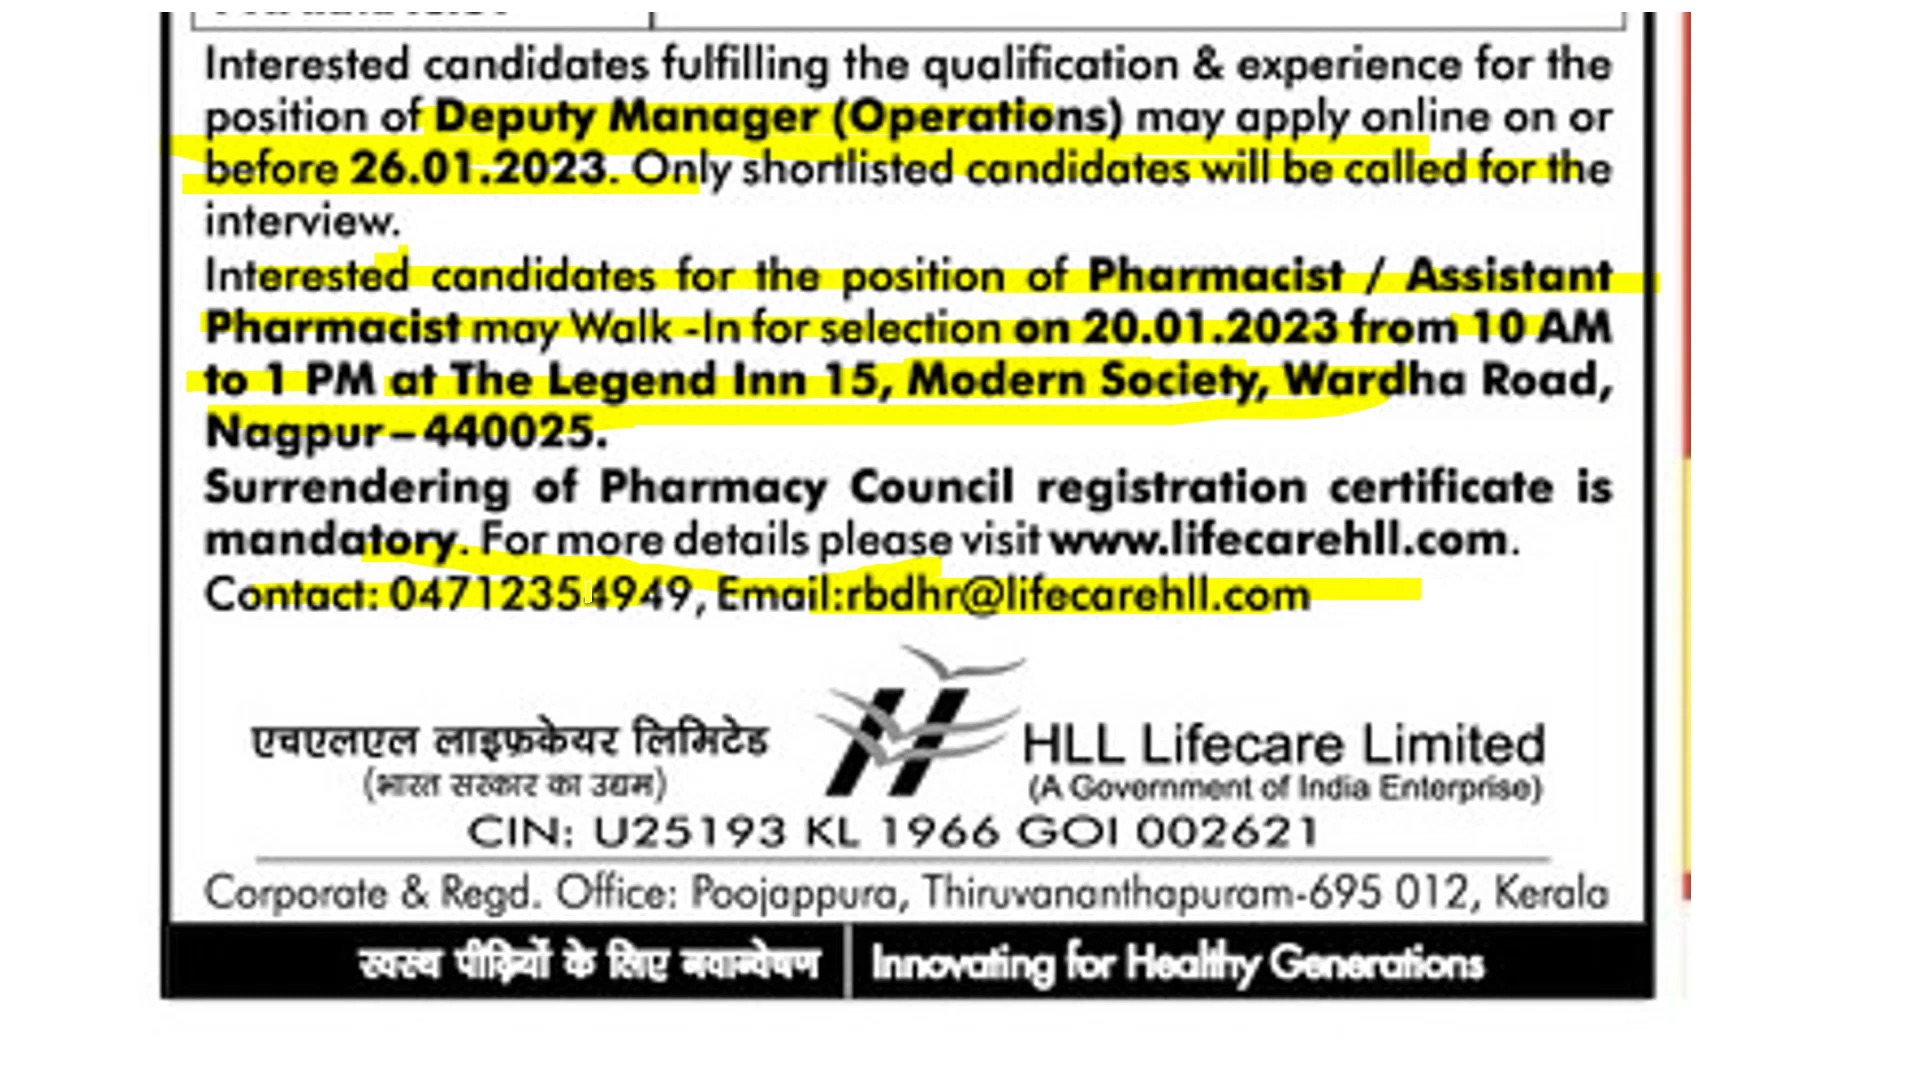 Interested candidates fulfilling the qualification & experience for the
position of Deputy Manager (Operations) may apply online on or
before 26.01.2023. Only shortlisted candidates will be called for the
interview.
Interested candidates for the position of Pharmacist / Assistant
Pharmacist may Walk -In for selection on 20.01.2023 from 10 AM
to 1 PM at The Legend Inn 15, Modern Society, Wardha Road,
Nagpur – 440025.
Surrendering of Pharmacy Council registration certificate is
mandatory. For more details please visit www.lifecarehll.com.
Contact: 04712354949, Email:rbdhr@lifecarehll.com
एचएलएल लाइफ़केयर लिमिटेड
(भारत सरकार का उद्यम)
HLL Lifecare Limited
(A Government of India Enterprise)
CIN: U25193 KL 1966 GOI 002621
Corporate & Regd. Office: Poojappura, Thiruvananthapuram-695 012, Kerala
स्वस्थ पीढ़ियों के लिए नवान्वेषण
Innovating for Healthy Generations